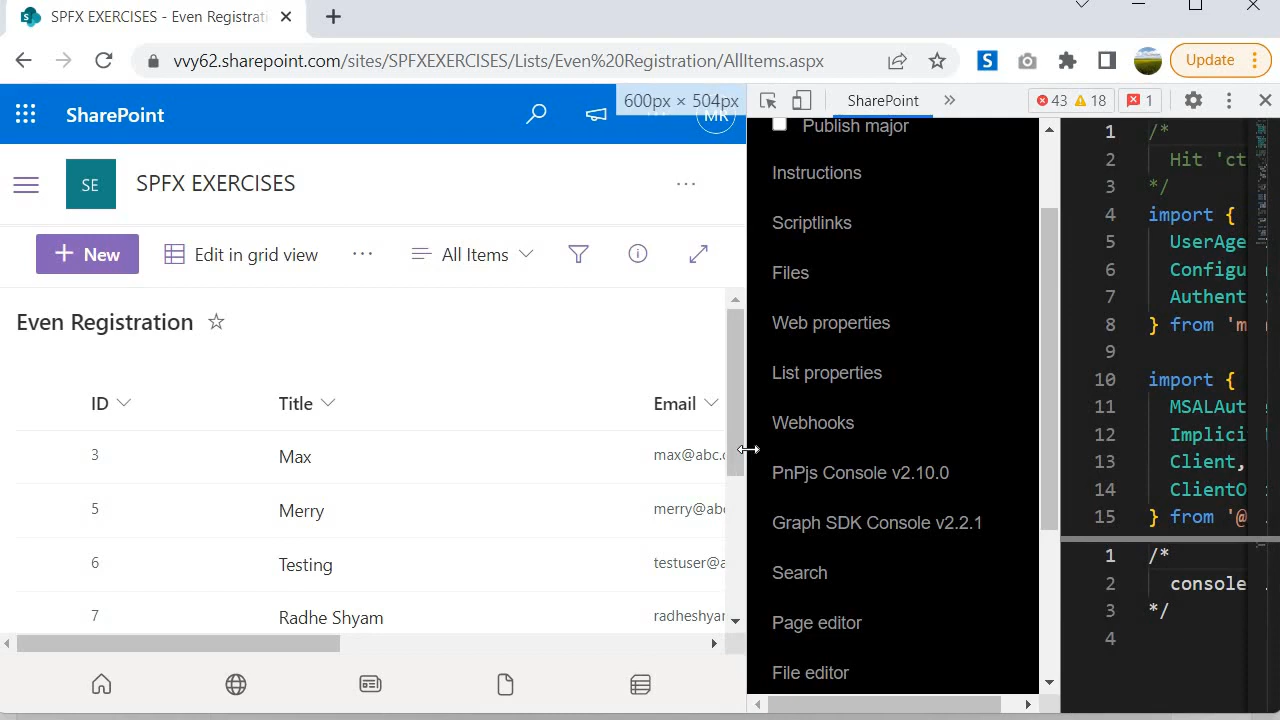 SPFX EXERCISES - Even Registrati
vvy62.sharepoint.com/sites/SPFXEXERCISES/Lists/Even%20Registration/AllItems.aspx
S
Update
SharePoint
600px × 504px
MR
SE
SPFX EXERCISES
New
Edit in grid view
All Items
Even Registration
ID
Title
Email
3
Max
max@abc.c
5
Merry
merry@abc
6
Testing
testuser@a
7
Radhe Shyam
radheshyar
SharePoint
43
18
1
Publish major
Instructions
Scriptlinks
Files
Web properties
List properties
Webhooks
PnPjs Console v2.10.0
Graph SDK Console v2.2.1
Search
Page editor
File editor
1 /*
2 Hit 'ct
3 */
4 import {
5 UserAge
6 Configu
7 Authent
8 } from 'm
9
10 import {
11 MSALAut
12 Implici
13 Client,
14 ClientO
15 } from '@
1 /*
2 console
3 */
4